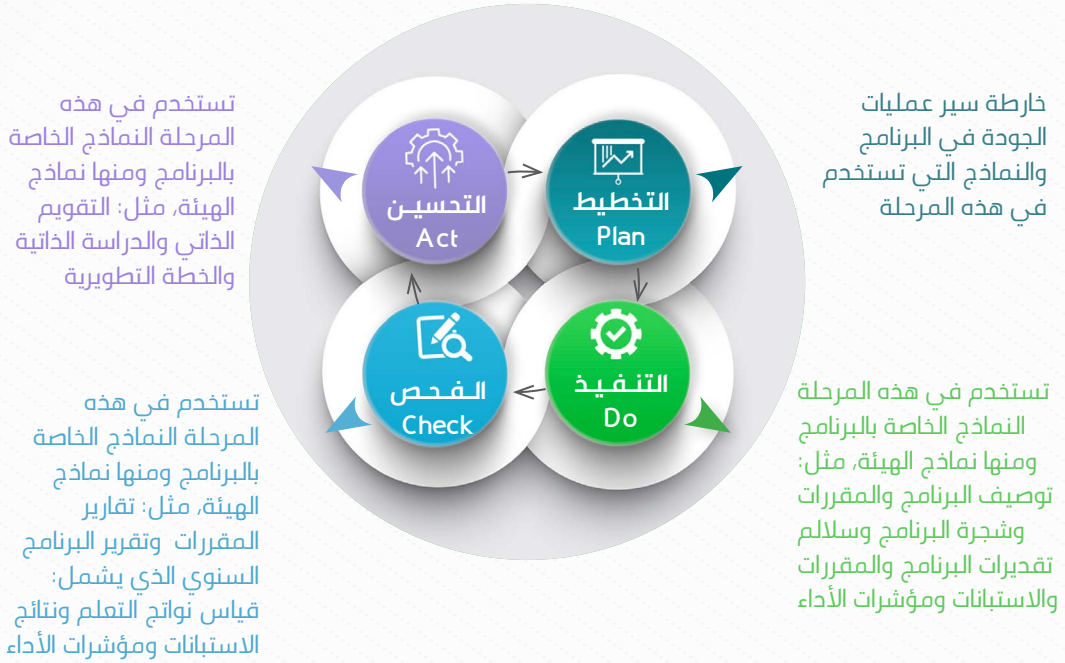 خارطة سير عمليات
الجودة في البرنامج
والنماذج التي تستخدم
في هذه المرحلة
التخطيط
Plan
تستخدم في هذه المرحلة
النماذج الخاصة بالبرنامج
ومنها نماذج الهيئة، مثل:
توصيف البرنامج والمقررات
وشجرة البرنامج وسلالم
تقديرات البرنامج والمقررات
والاستبانات ومؤشرات الأداء
التنفيذ
Do
تستخدم في هذه
المرحلة النماذج الخاصة
بالبرنامج ومنها نماذج
الهيئة، مثل: تقارير
المقررات وتقرير البرنامج
السنوي الذي يشمل:
قياس نواتج التعلم ونتائج
الاستبانات ومؤشرات الأداء
الفحص
Check
تستخدم في هذه
المرحلة النماذج الخاصة
بالبرنامج ومنها نماذج
الهيئة، مثل: التقويم
الذاتي والدراسة الذاتية
والخطة التطويرية
التحسين
Act